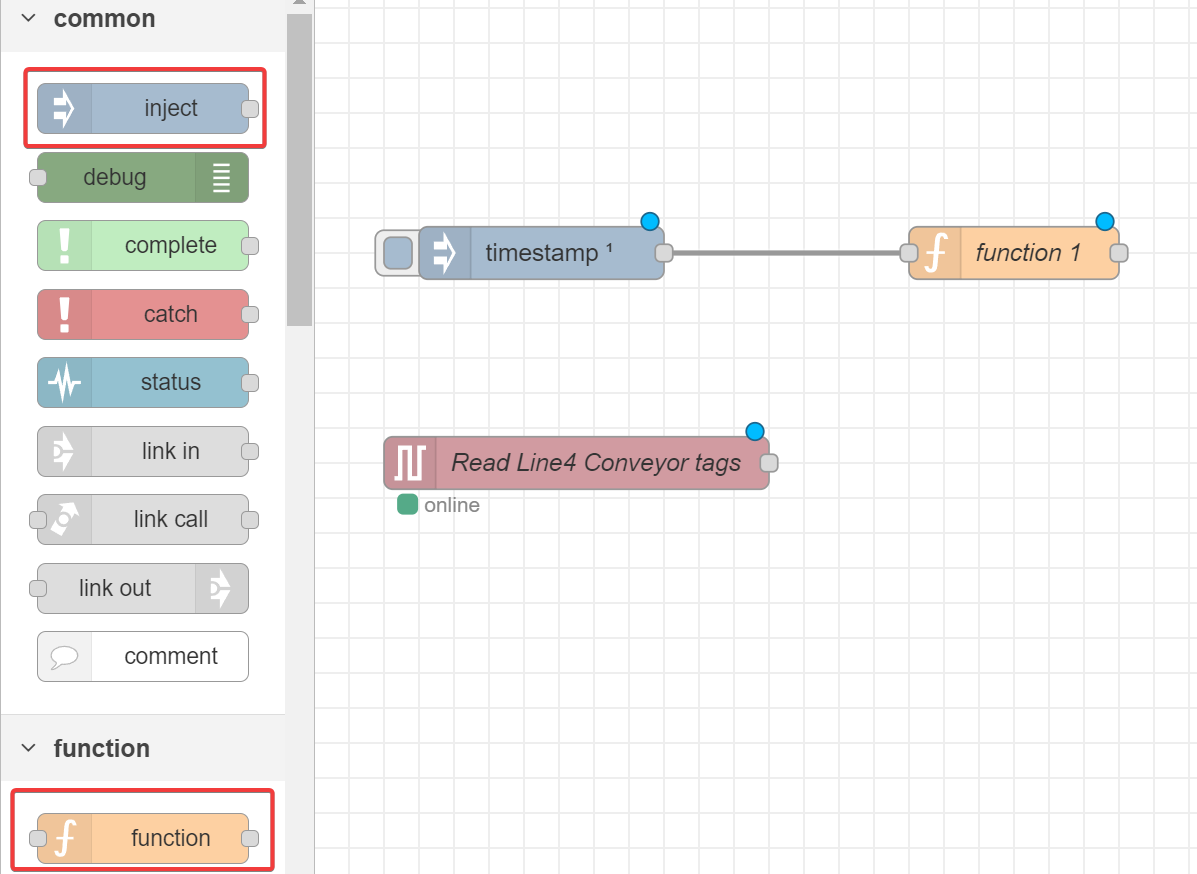 common
inject
debug
complete
catch
status
link in
link call
link out
comment
function
function
timestamp ¹
function 1
Read Line4 Conveyor tags
online